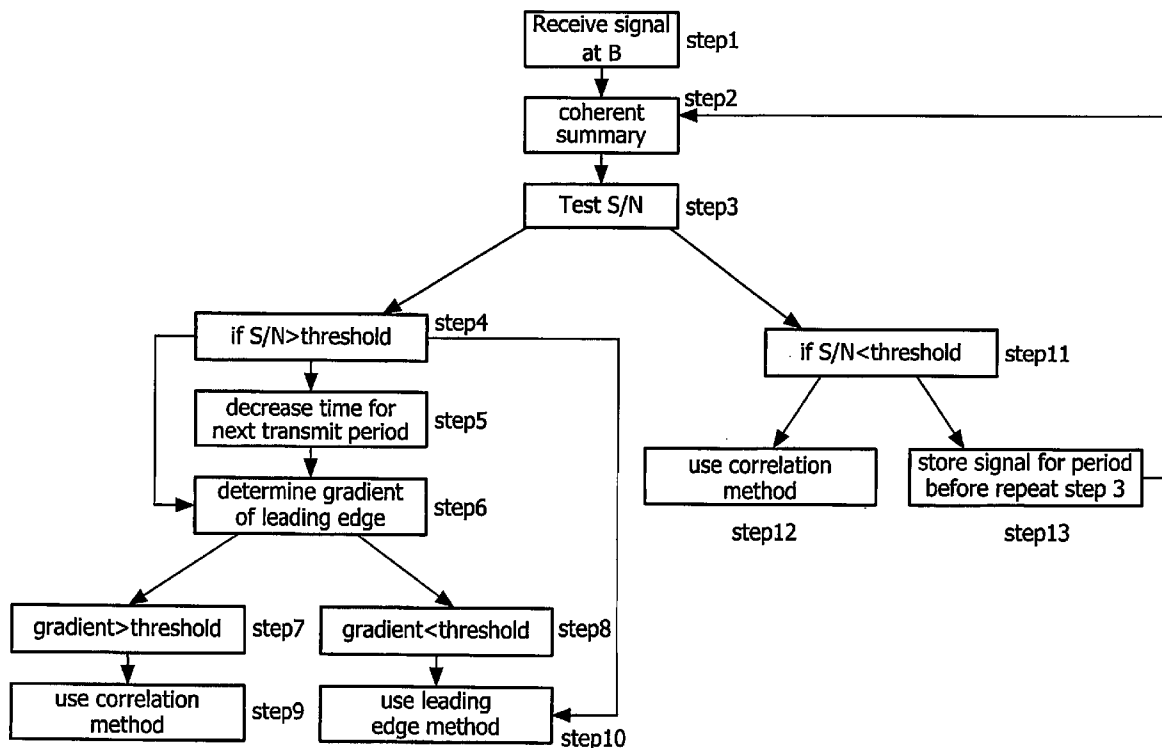 Receive signal
at B
step1
step2
coherent
summary
Test S/N
step3
if S/N>threshold
step4
if S/N<threshold
step11
decrease time for
next transmit period
step5
determine gradient
of leading edge
step6
use correlation
method
step12
store signal for period
before repeat step 3
step13
gradient>threshold
step7
gradient<threshold
step8
use correlation
method
step9
use leading
edge method
step10